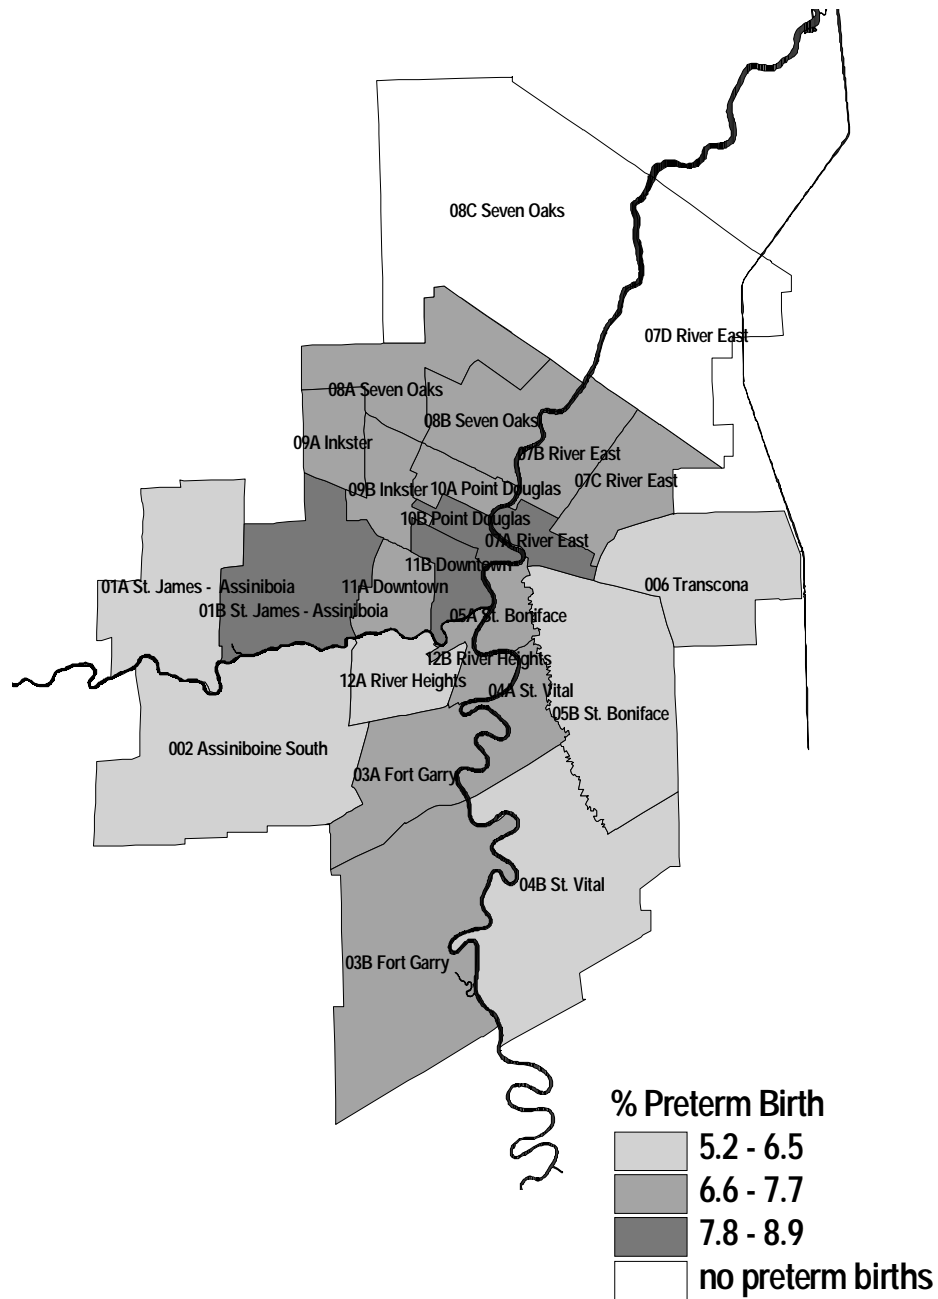 08C Seven Oaks
07D River East
08A Seven Oaks
08B Seven Oaks
09A Inkster
07B River East
07C River East
09B Inkster
10A Point Douglas
10B Point Douglas
07A River East
11B Downtown
006 Transcona
01A St. James - Assiniboia
11A Downtown
01B St. James - Assiniboia
05A St. Boniface
12B River Heights
12A River Heights
04A St. Vital
05B St. Boniface
002 Assiniboine South
03A Fort Garry
04B St. Vital
03B Fort Garry
% Preterm Birth
5.2 - 6.5
6.6 - 7.7
7.8 - 8.9
no preterm births